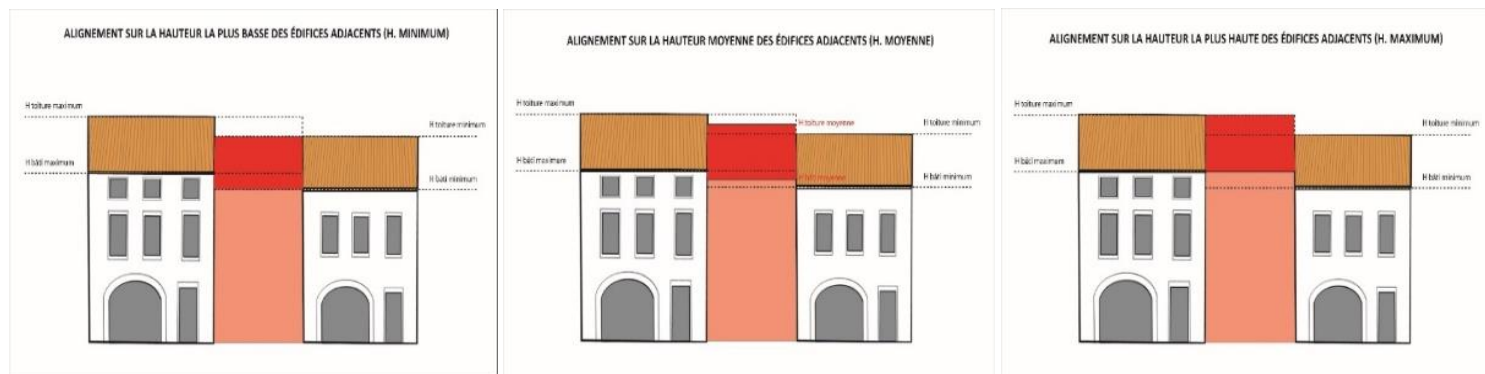 ALIGNEMENT SUR LA HAUTEUR LA PLUS BASSE DES ÉDIFICES ADJACENTS (H. MINIMUM)
H toiture maximum
H toiture minimum
H bâti maximum
H bâti minimum
ALIGNEMENT SUR LA HAUTEUR MOYENNE DES ÉDIFICES ADJACENTS (H. MOYENNE)
H toiture maximum
H toiture moyenne
H toiture minimum
H bâti maximum
H bâti moyenne
H bâti minimum
ALIGNEMENT SUR LA HAUTEUR LA PLUS HAUTE DES ÉDIFICES ADJACENTS (H. MAXIMUM)
H toiture maximum
H toiture minimum
H bâti maximum
H bâti minimum